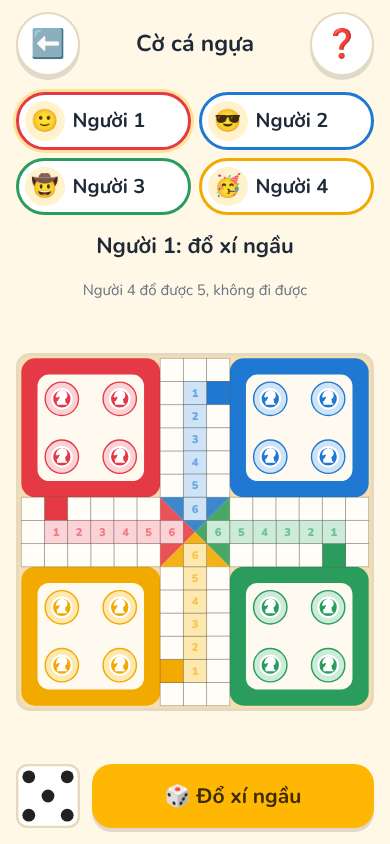 Cờ cá ngựa
Người 1
Người 2
Người 3
Người 4
Người 1: đổ xí ngầu
Người 4 đổ được 5, không đi được
1
2
3
4
5
6
1 2 3 4 5 6 6 5 4 3 2 1
6
5
4
3
2
1
Đổ xí ngầu